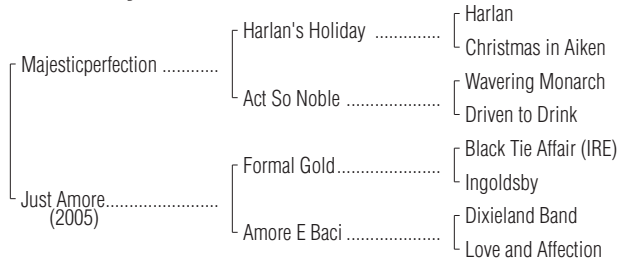 Harlan
Harlan's Holiday ..............
Christmas in Aiken
Majesticperfection ............
Wavering Monarch
Act So Noble ....................
Driven to Drink
Black Tie Affair (IRE)
Formal Gold......................
Ingoldsby
Just Amore........................
(2005)
Dixieland Band
Amore E Baci ....................
Love and Affection